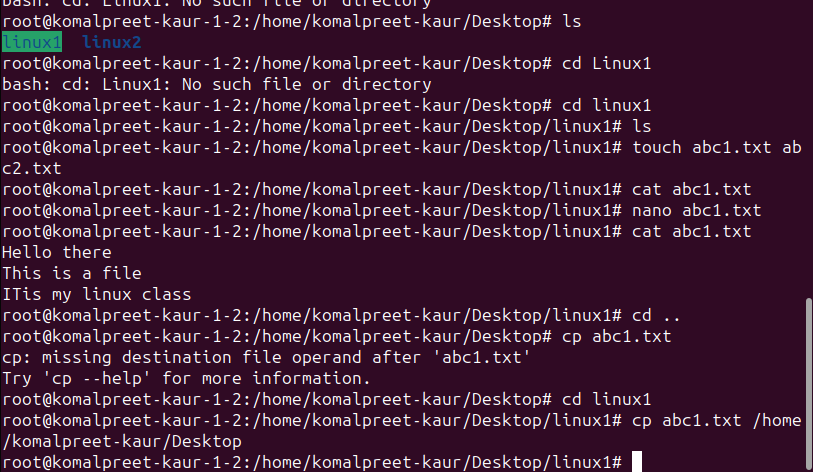 bash: cd: Linux1: No such file or directory
root@komalpreet-kaur-1-2:/home/komalpreet-kaur/Desktop# ls
linux1  linux2
root@komalpreet-kaur-1-2:/home/komalpreet-kaur/Desktop# cd Linux1
bash: cd: Linux1: No such file or directory
root@komalpreet-kaur-1-2:/home/komalpreet-kaur/Desktop# cd linux1
root@komalpreet-kaur-1-2:/home/komalpreet-kaur/Desktop/linux1# ls
root@komalpreet-kaur-1-2:/home/komalpreet-kaur/Desktop/linux1# touch abc1.txt ab
c2.txt
root@komalpreet-kaur-1-2:/home/komalpreet-kaur/Desktop/linux1# cat abc1.txt
root@komalpreet-kaur-1-2:/home/komalpreet-kaur/Desktop/linux1# nano abc1.txt
root@komalpreet-kaur-1-2:/home/komalpreet-kaur/Desktop/linux1# cat abc1.txt
Hello there
This is a file
ITis my linux class
root@komalpreet-kaur-1-2:/home/komalpreet-kaur/Desktop/linux1# cd ..
root@komalpreet-kaur-1-2:/home/komalpreet-kaur/Desktop# cp abc1.txt
cp: missing destination file operand after 'abc1.txt'
Try 'cp --help' for more information.
root@komalpreet-kaur-1-2:/home/komalpreet-kaur/Desktop# cd linux1
root@komalpreet-kaur-1-2:/home/komalpreet-kaur/Desktop/linux1# cp abc1.txt /home
/komalpreet-kaur/Desktop
root@komalpreet-kaur-1-2:/home/komalpreet-kaur/Desktop/linux1#